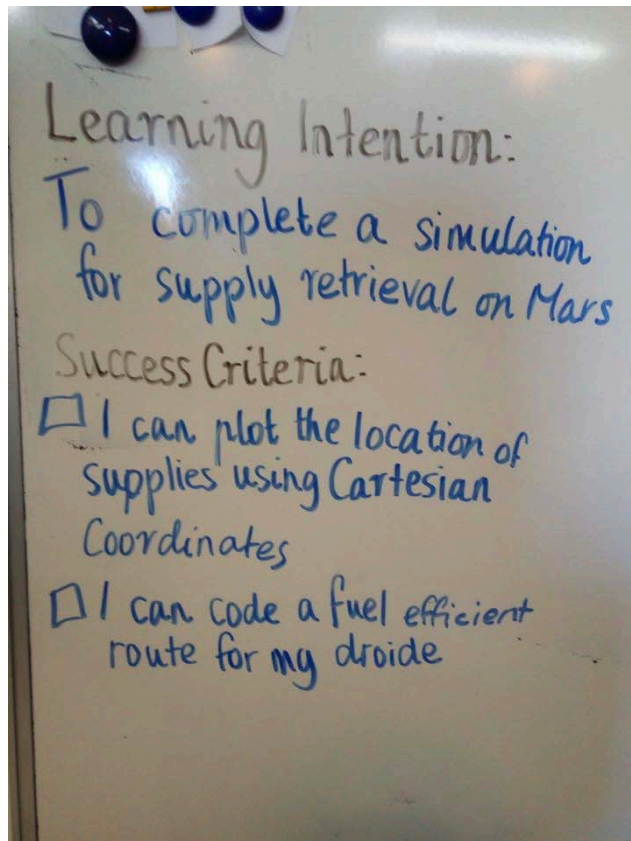 Learning Intention:
To complete a simulation
for supply retrieval on Mars
Success Criteria:
I can plot the location of
supplies using Cartesian
Coordinates
I can code a fuel efficient
route for my droide